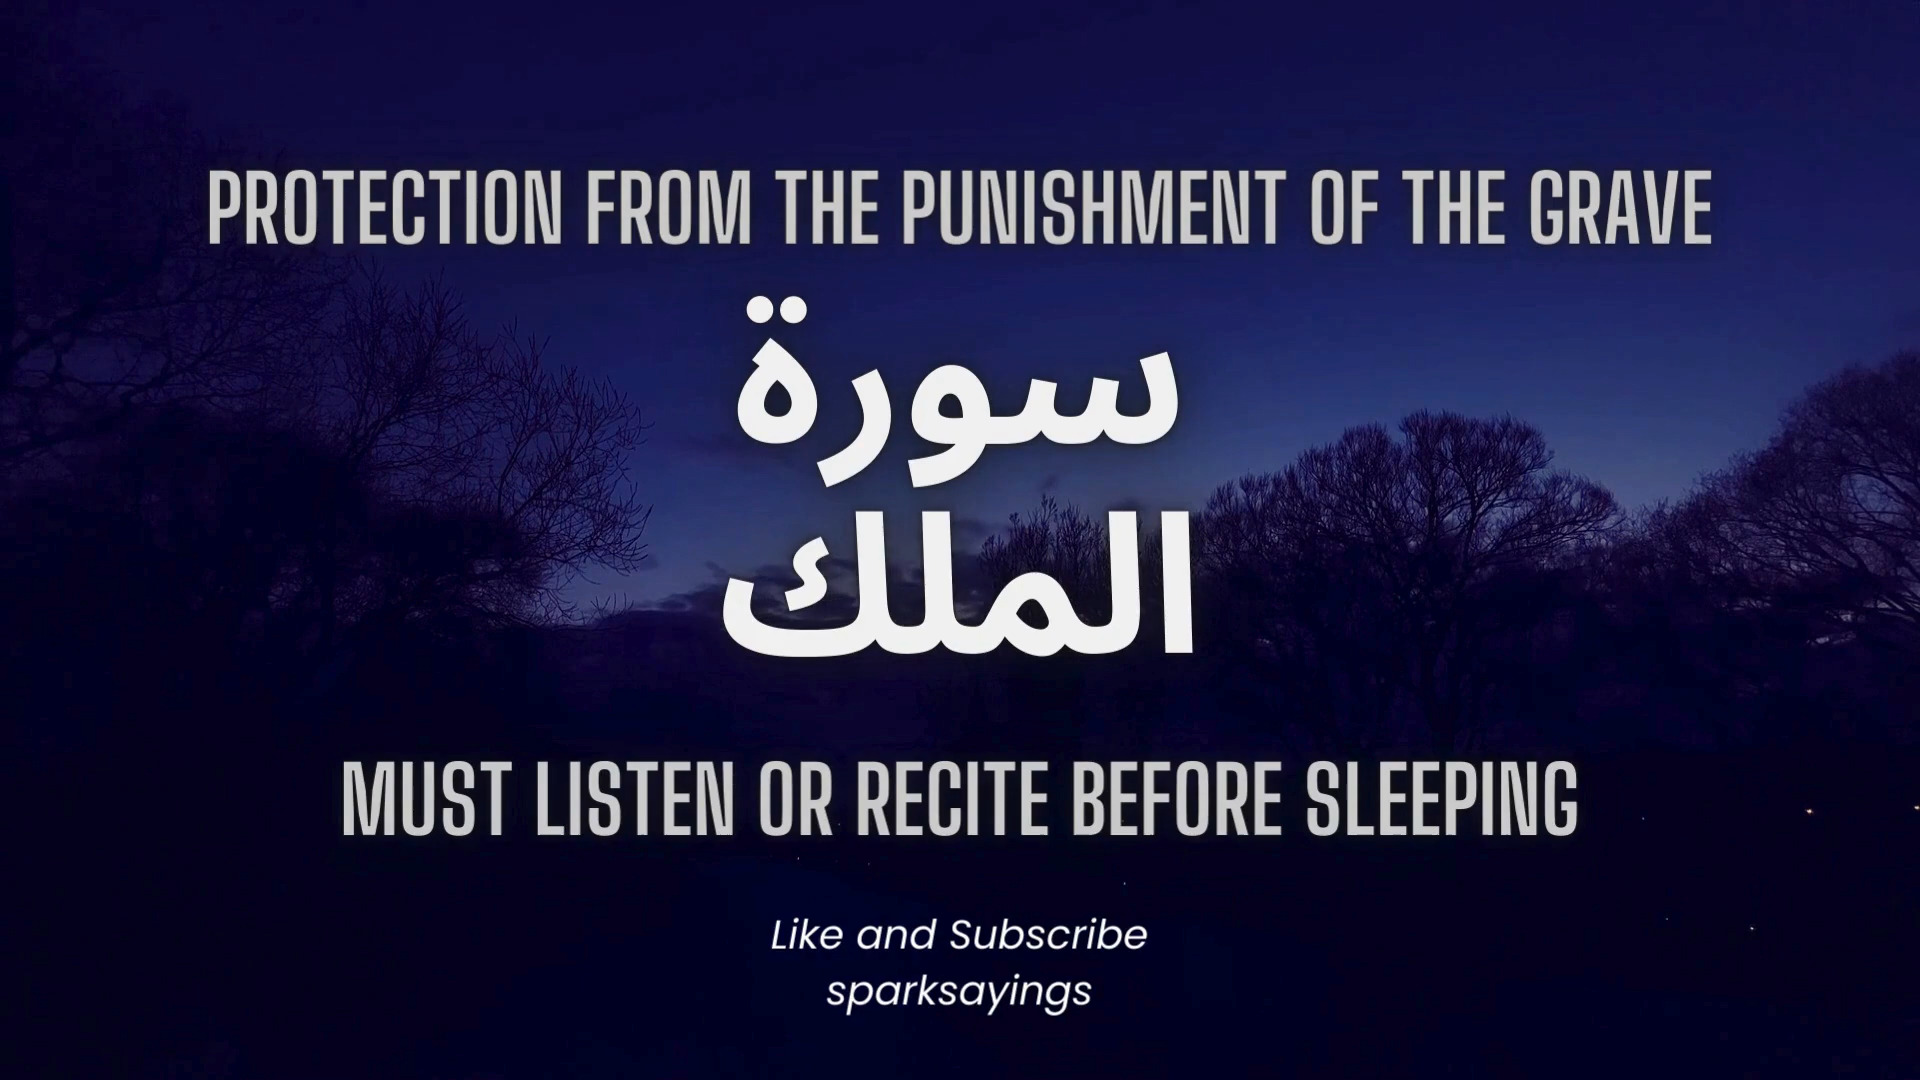 PROTECTION FROM THE PUNISHMENT OF THE GRAVE
سورة
الملك
MUST LISTEN OR RECITE BEFORE SLEEPING
Like and Subscribe
sparksayings